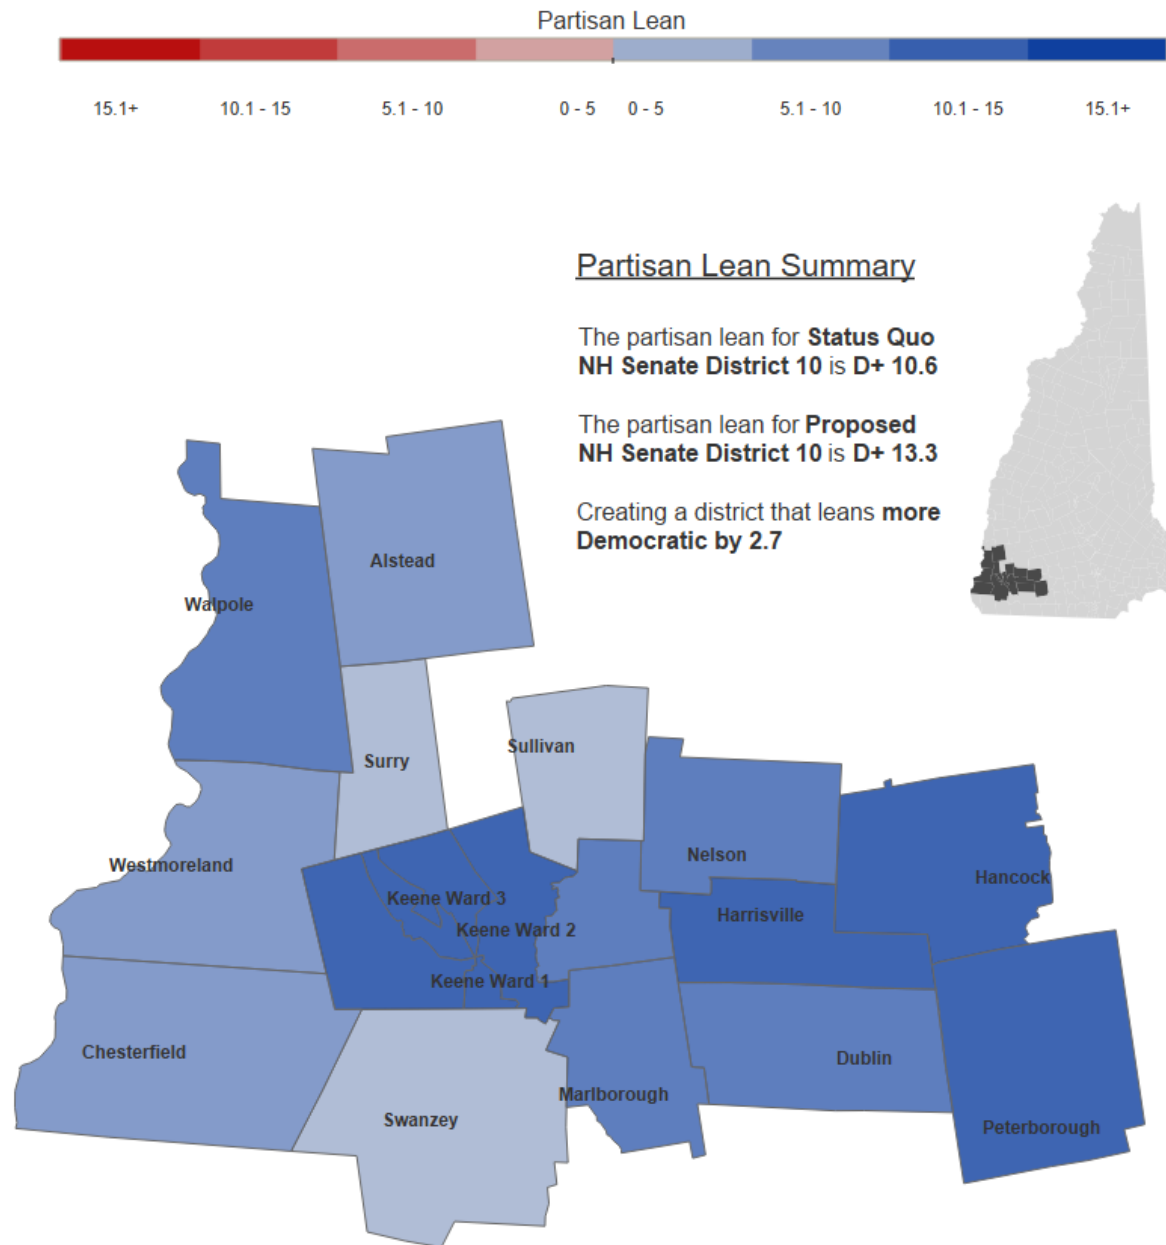 Partisan Lean
15.1+ 10.1 - 15 5.1 - 10 0 - 5 0 - 5 5.1 - 10 10.1 - 15 15.1+
Partisan Lean Summary
The partisan lean for Status Quo
NH Senate District 10 is D+ 10.6
The partisan lean for Proposed
NH Senate District 10 is D+ 13.3
Creating a district that leans more
Democratic by 2.7
Alstead
Walpole
Sullivan
Surry
Nelson
Westmoreland
Hancock
Keene Ward 3
Harrisville
Keene Ward 2
Keene Ward 1
Chesterfield
Dublin
Marlborough
Swanzey
Peterborough